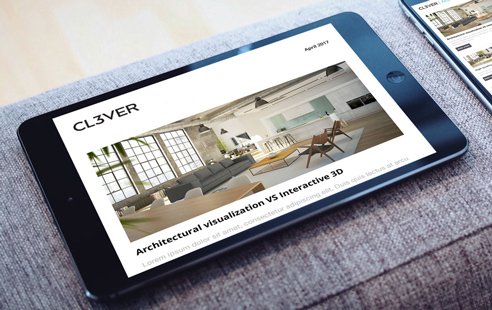 April 2017
CL3VER
Architectural visualization VS Interactive 3D
Lorem ipsum dolor sit amet, consectetur adipiscing elit. Duis quis lectus at arcu
CL3VER